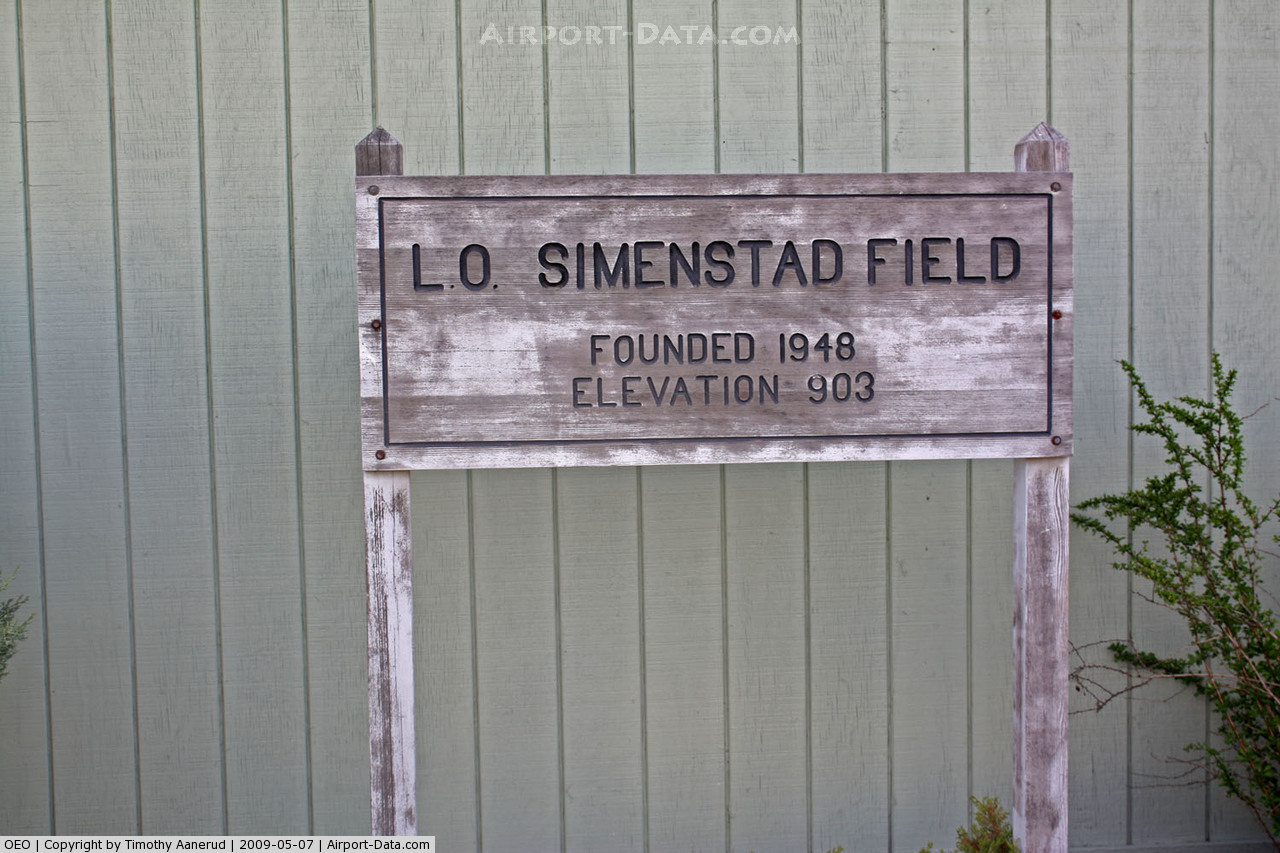 Airport-Data.com
L.O. SIMENSTAD FIELD
FOUNDED 1948
ELEVATION 903
OEO | Copyright by Timothy Aanerud | 2009-05-07 | Airport-Data.com